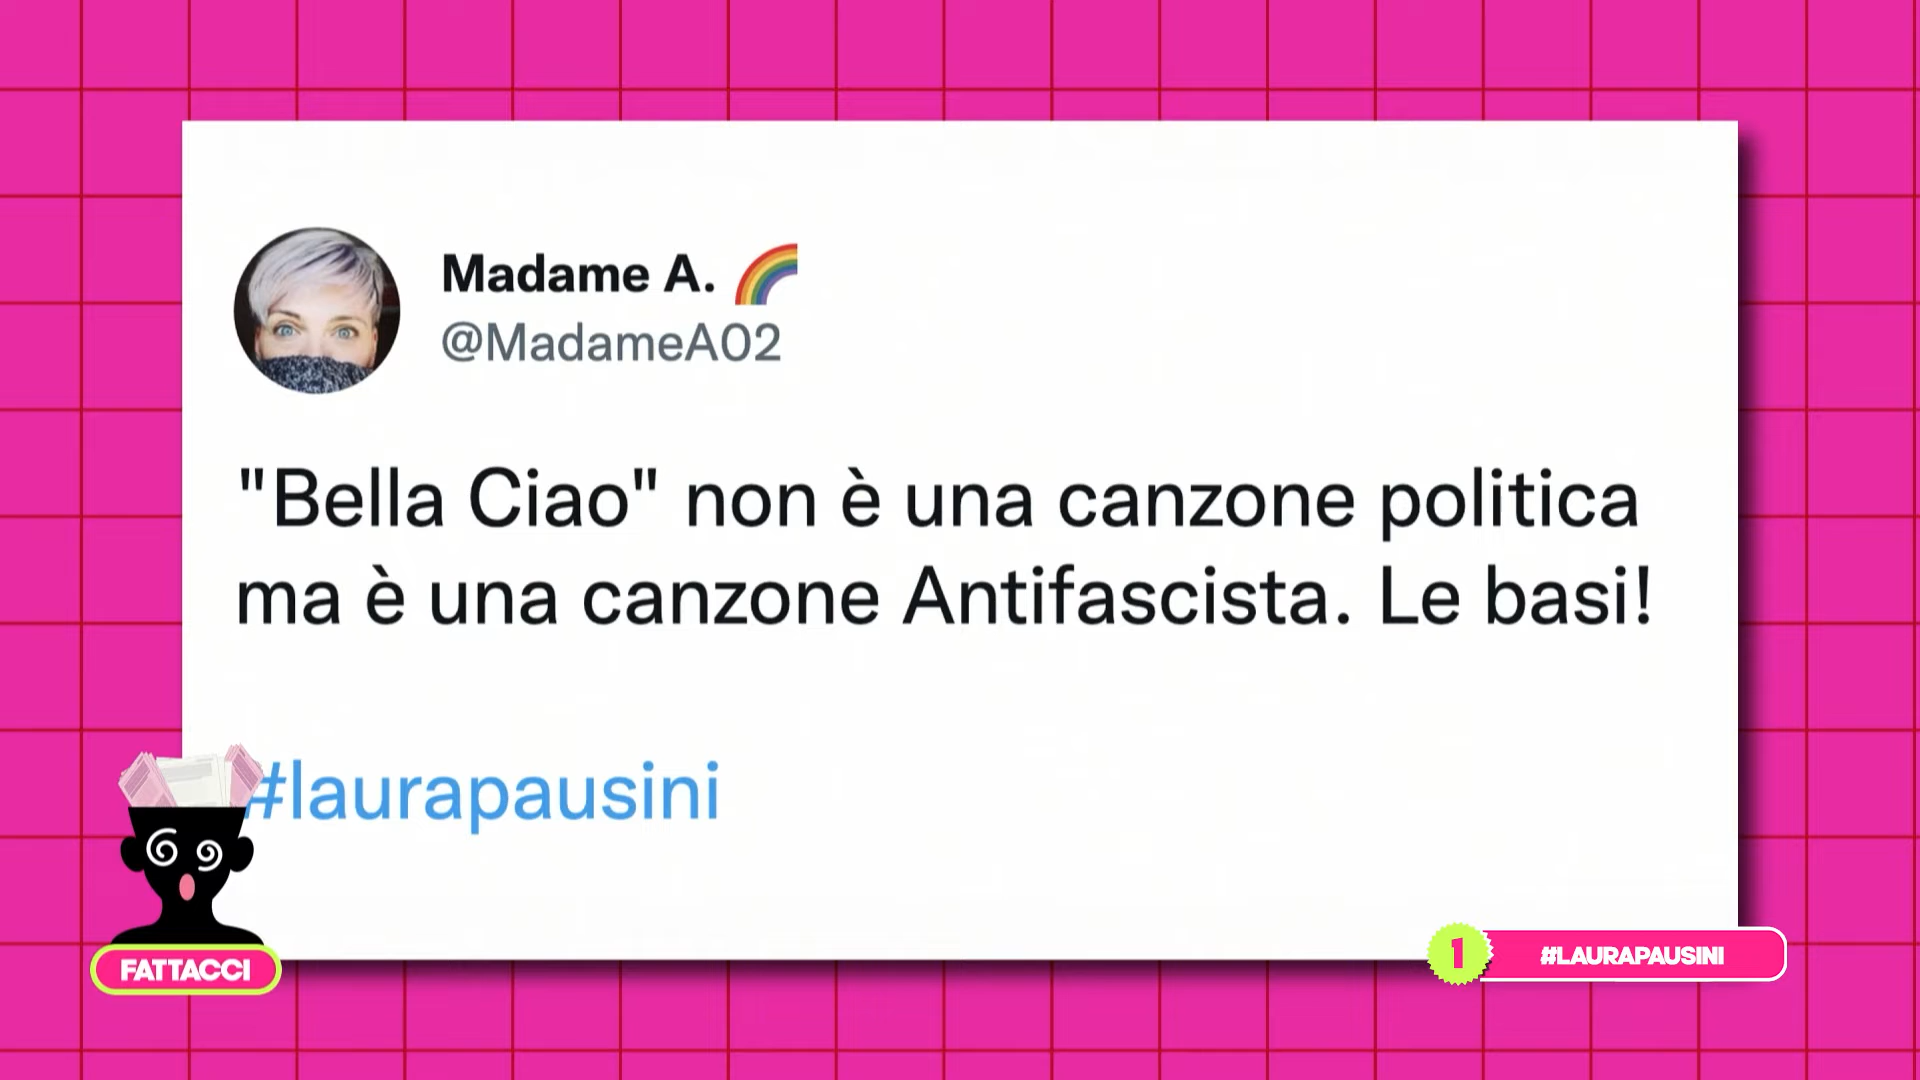 Madame A.
@MadameA02
"Bella Ciao" non è una canzone politica
ma è una canzone Antifascista. Le basi!
#laurapausini
FATTACCI
1 #LAURAPAUSINI